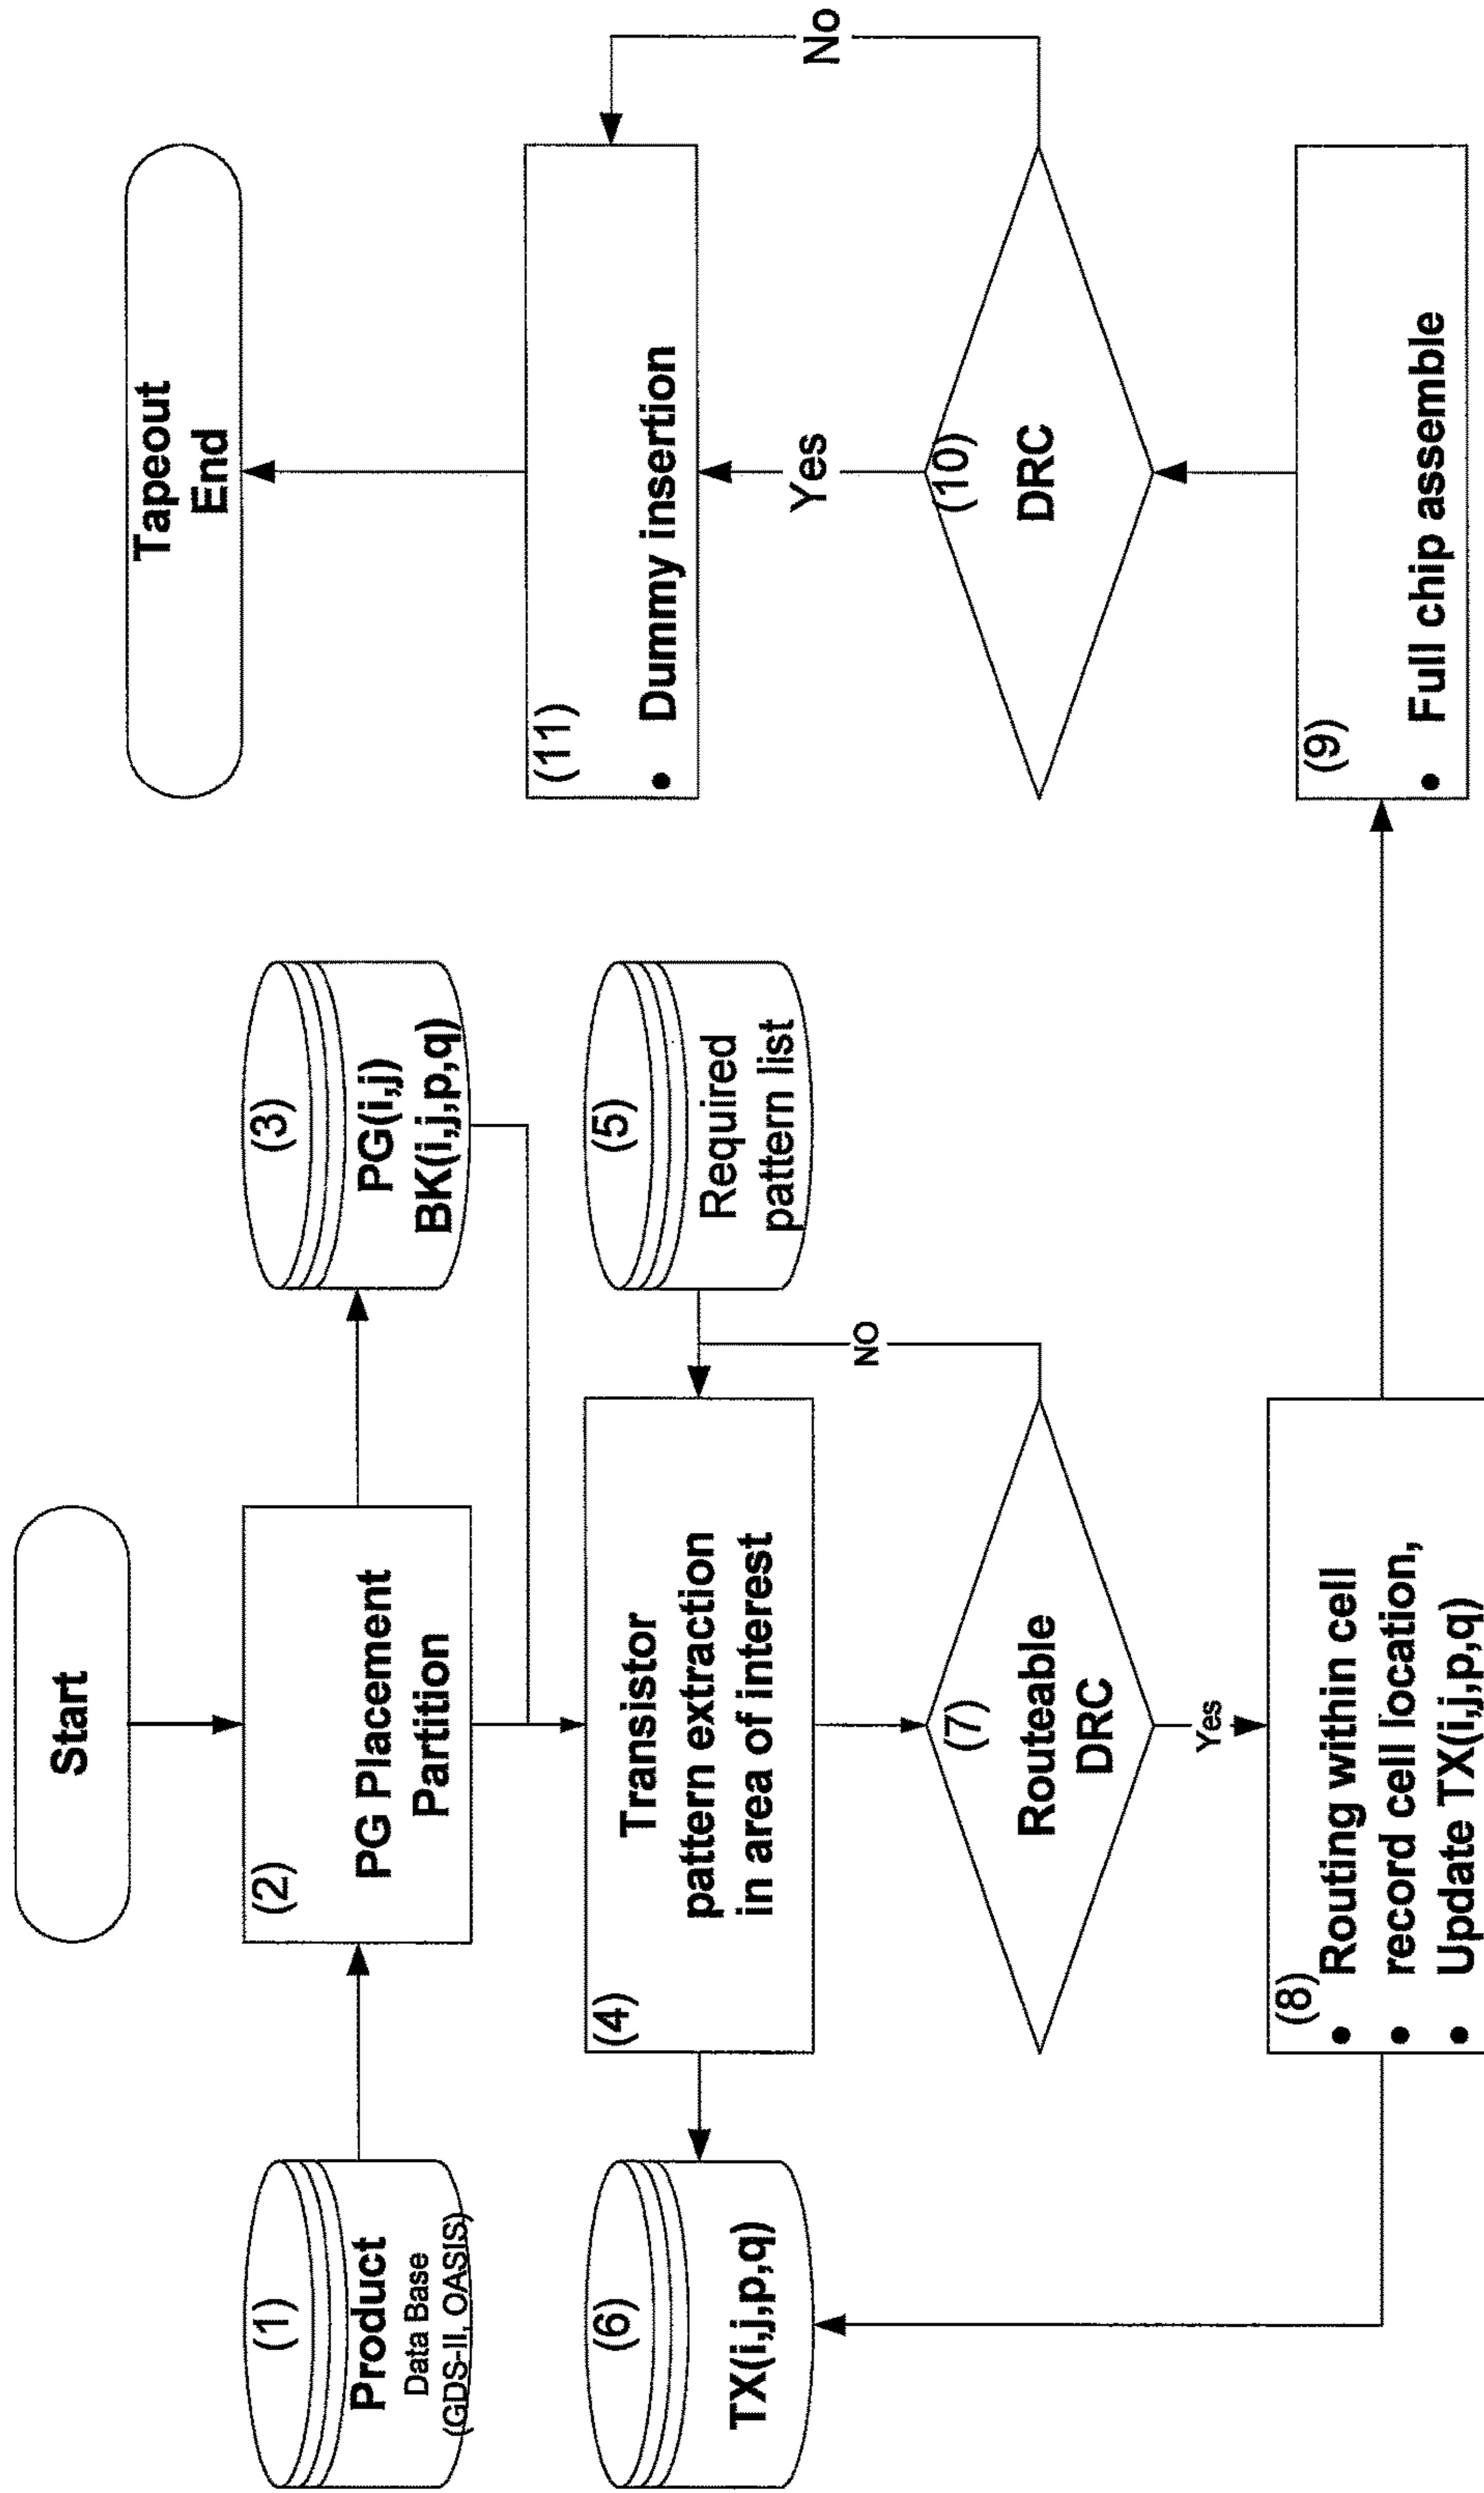 Start
(1)
Product
Data Base
(GDS-II, OASIS)
(2)
PG Placement
Partition
(3)
PG(i,j)
BK(i,j,p,q)
(4)
Transistor
pattern extraction
in area of interest
(5)
Required
pattern list
(6)
TX(i,j,p,q)
NO
(7)
Routeable
DRC
Yes
(8)
• Routing within cell
• record cell location,
• Update TX(i,j,p,q)
Tapeout
End
(11)
• Dummy insertion
Yes
No
(10)
DRC
(9)
• Full chip assemble